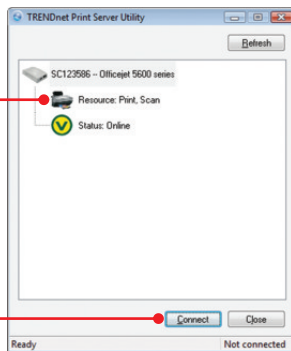 TRENDnet Print Server Utility
Refresh
SC123586 -- Officejet 5600 series
Resource: Print, Scan
Status: Online
Connect
Close
Ready
Not connected